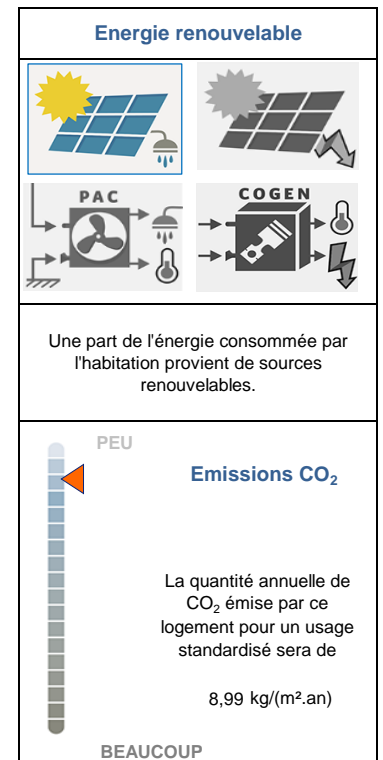 Energie renouvelable
PAC
COGEN
Une part de l'énergie consommée par
l'habitation provient de sources
renouvelables.
PEU
Emissions CO₂
La quantité annuelle de
CO₂ émise par ce
logement pour un usage
standardisé sera de
8,99 kg/(m².an)
BEAUCOUP